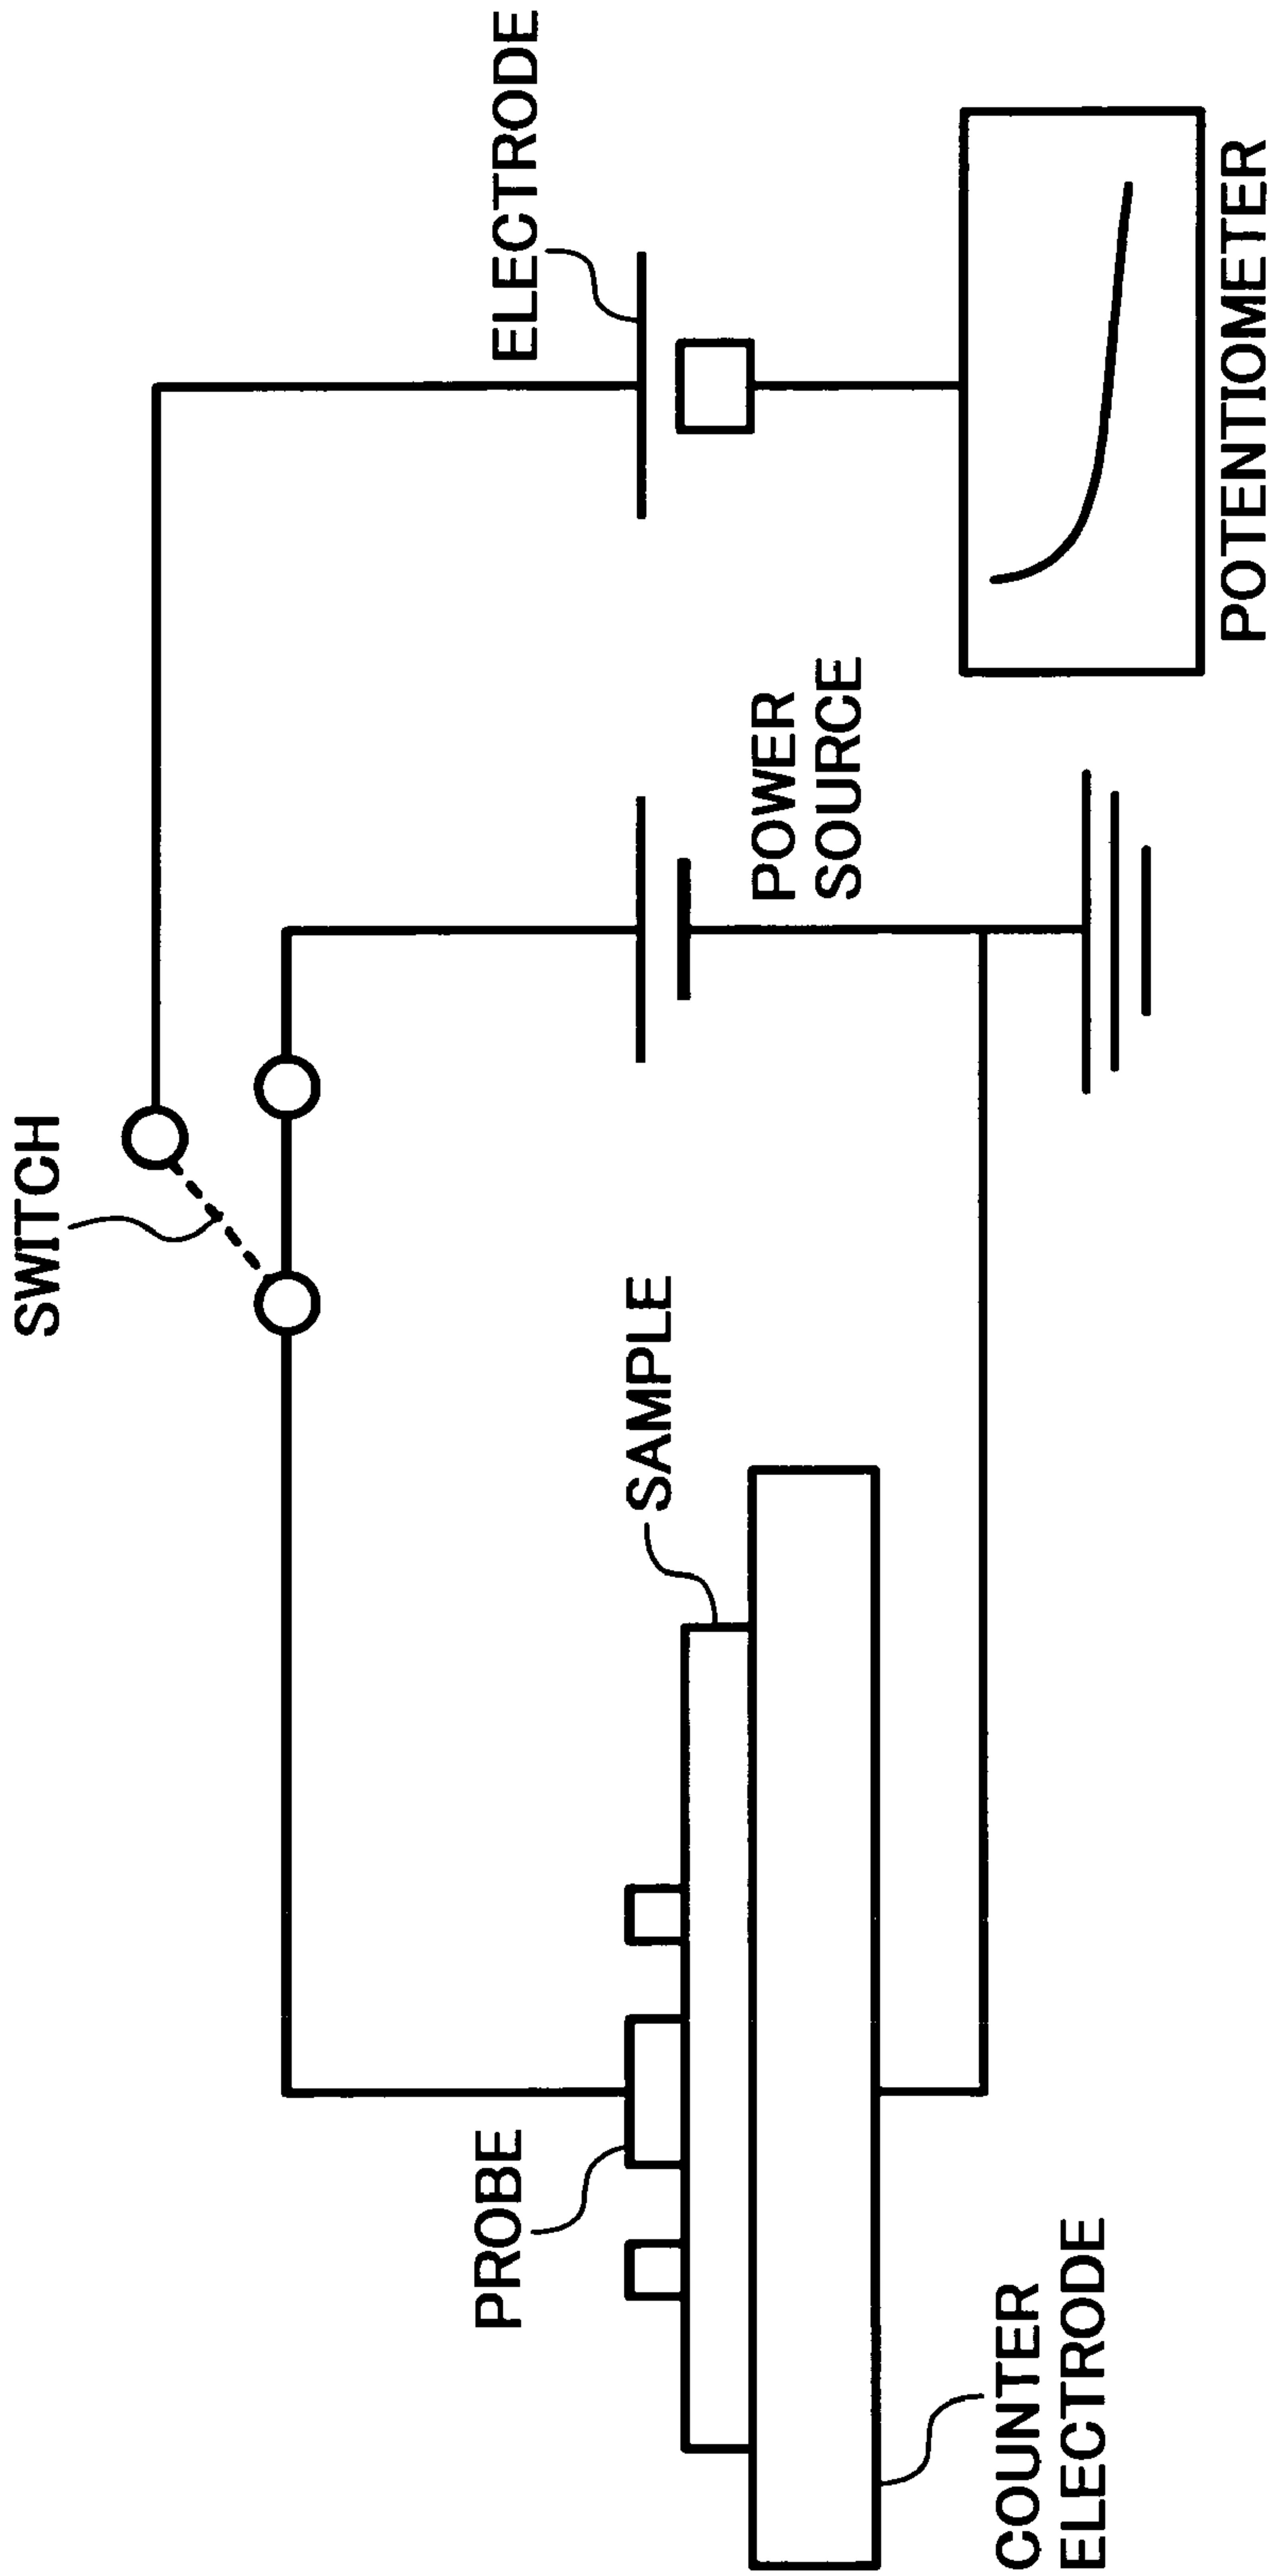 SWITCH
ELECTRODE
PROBE
SAMPLE
POWER
SOURCE
COUNTER
ELECTRODE
POTENTIOMETER